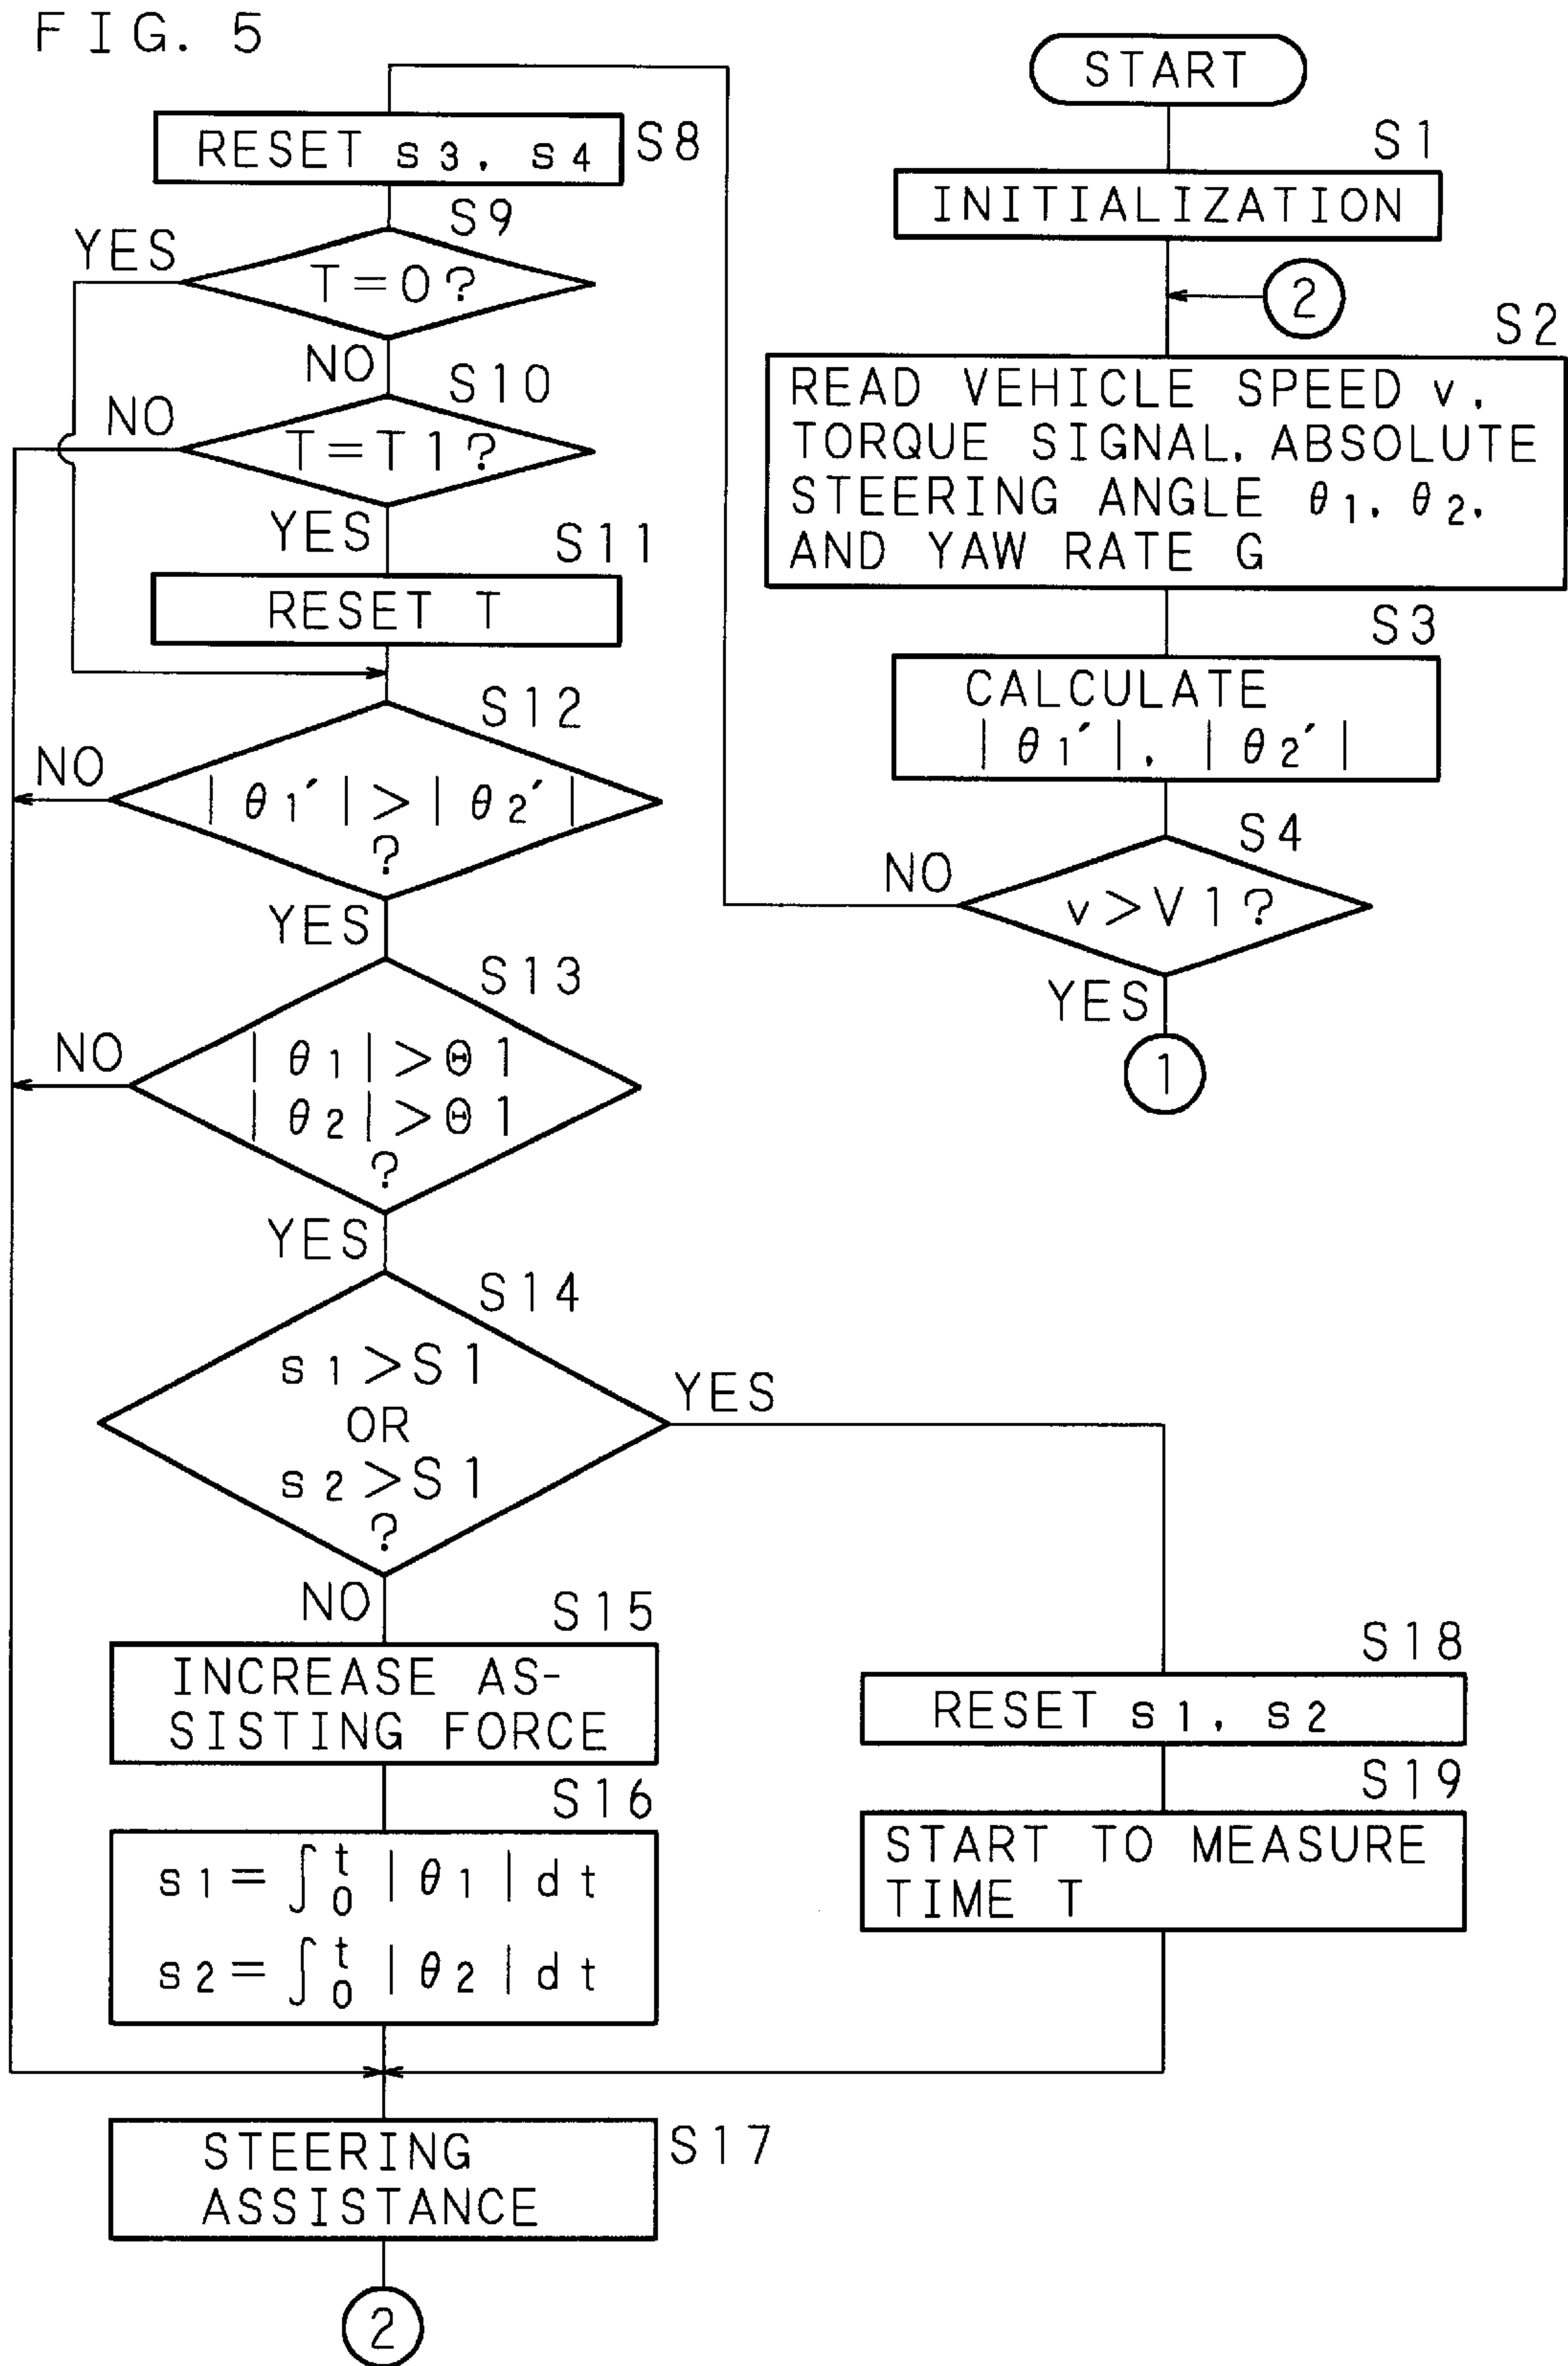 FIG. 5
START
S1
INITIALIZATION
2
S2
READ VEHICLE SPEED v,
TORQUE SIGNAL, ABSOLUTE
STEERING ANGLE θ1, θ2,
AND YAW RATE G
S3
CALCULATE
|θ1′|, |θ2′|
S4
v>V1?
NO
YES
1
RESET s3, s4
S8
S9
T=0?
YES
NO
S10
T=T1?
NO
YES
S11
RESET T
S12
|θ1′|>|θ2′|
?
NO
YES
S13
|θ1|>Θ1
|θ2|>Θ1
?
NO
YES
S14
s1>S1
OR
s2>S1
?
YES
NO
S15
INCREASE AS-
SISTING FORCE
S16
s1=∫₀ᵗ|θ1|dt
s2=∫₀ᵗ|θ2|dt
S18
RESET s1, s2
S19
START TO MEASURE
TIME T
STEERING
ASSISTANCE
S17
2